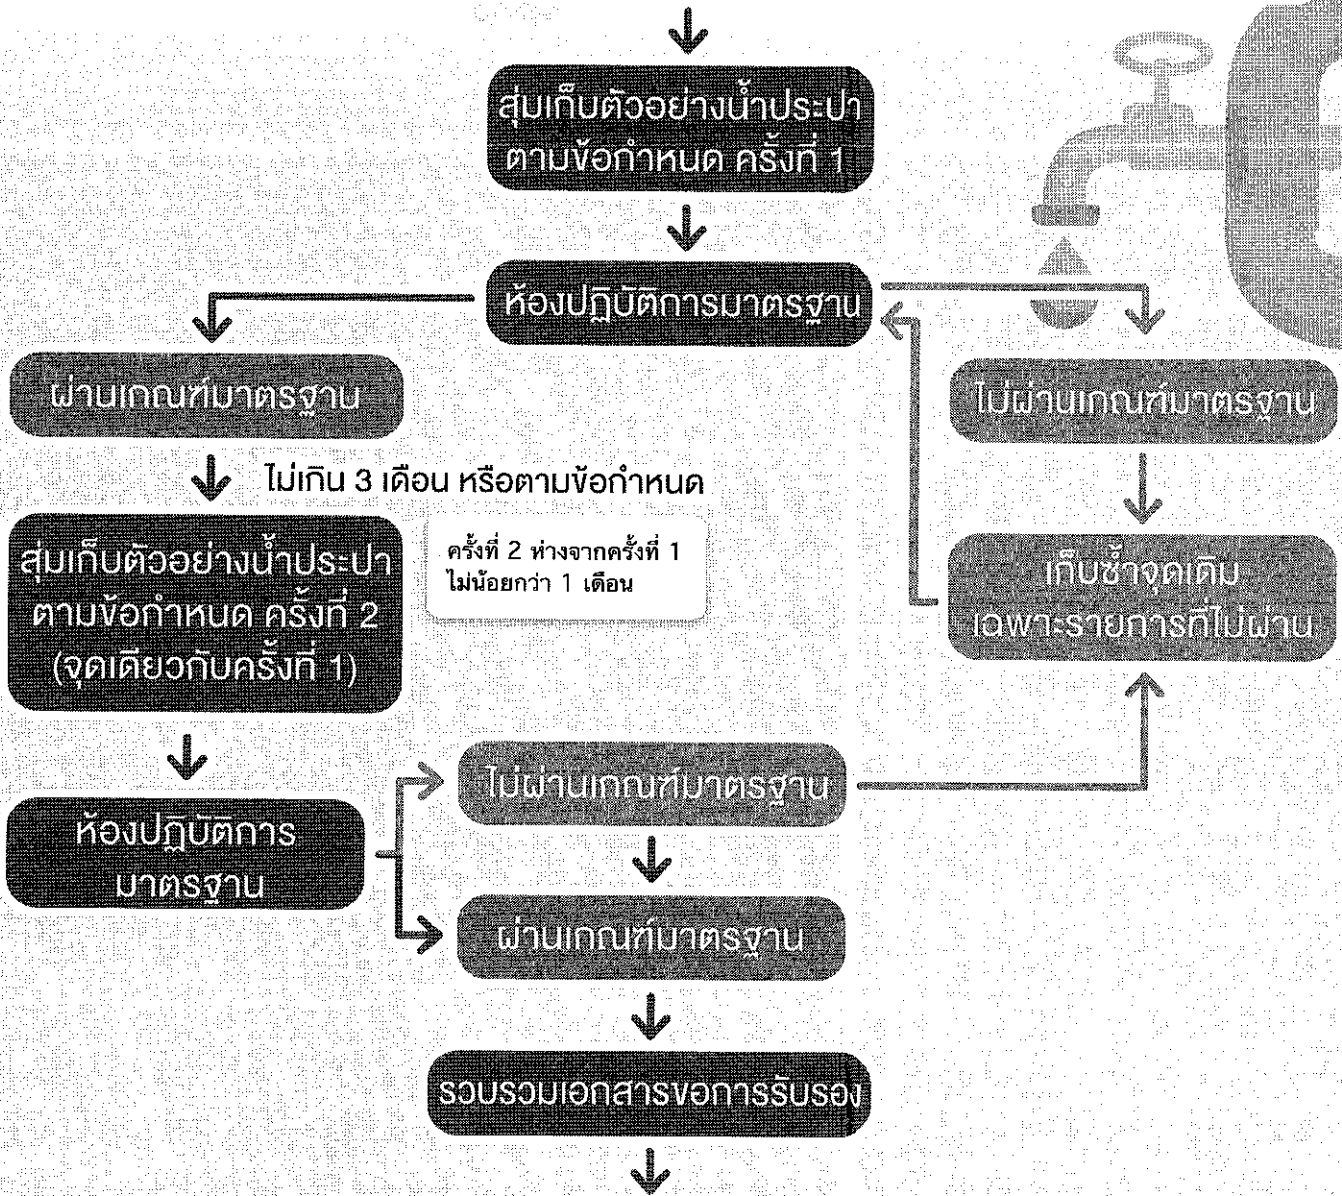 สุ่มเก็บตัวอย่างน้ำประปา
ตามข้อกำหนด ครั้งที่ 1
ห้องปฏิบัติการมาตรฐาน
ผ่านเกณฑ์มาตรฐาน
ไม่ผ่านเกณฑ์มาตรฐาน
ไม่เกิน 3 เดือน หรือตามข้อกำหนด
สุ่มเก็บตัวอย่างน้ำประปา
ตามข้อกำหนด ครั้งที่ 2
(จุดเดียวกับครั้งที่ 1)
ครั้งที่ 2 ห่างจากครั้งที่ 1
ไม่น้อยกว่า 1 เดือน
เก็บซ้ำจุดเดิม
เฉพาะรายการที่ไม่ผ่าน
ห้องปฏิบัติการ
มาตรฐาน
ไม่ผ่านเกณฑ์มาตรฐาน
ผ่านเกณฑ์มาตรฐาน
รวบรวมเอกสารขอการรับรอง